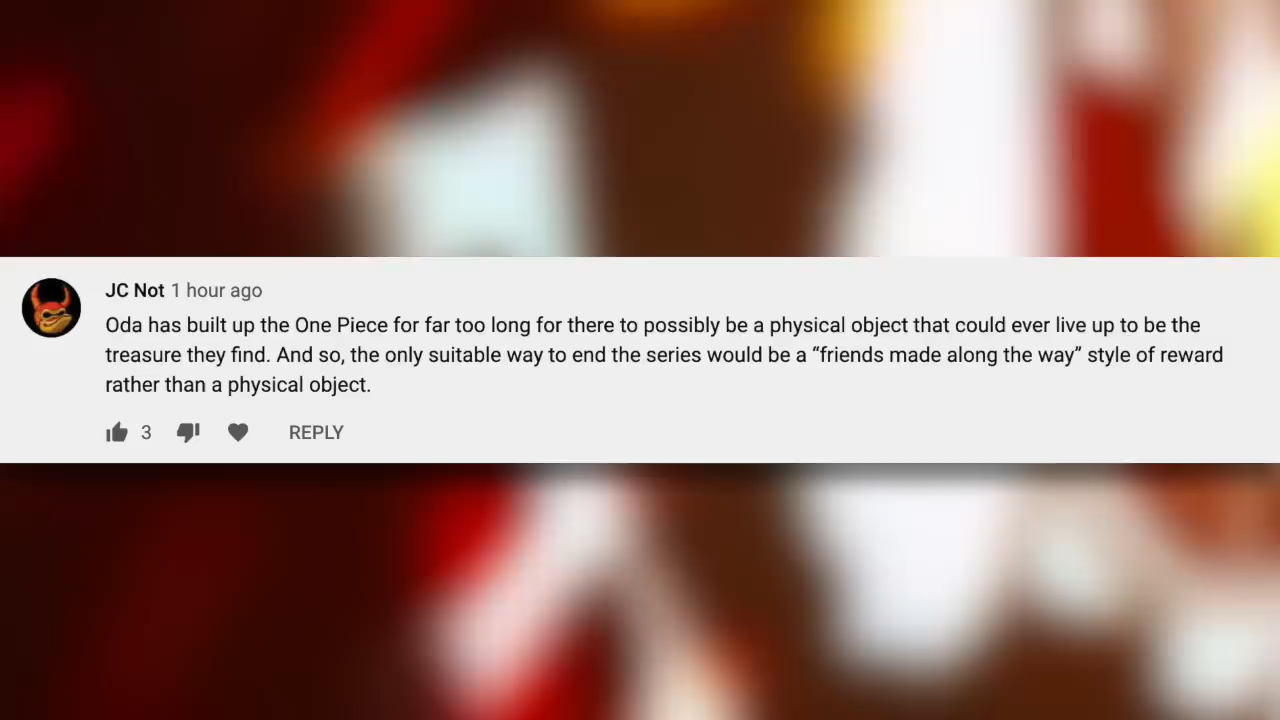 JC Not 1 hour ago
Oda has built up the One Piece for far too long for there to possibly be a physical object that could ever live up to be the
treasure they find. And so, the only suitable way to end the series would be a “friends made along the way” style of reward
rather than a physical object.
3 REPLY